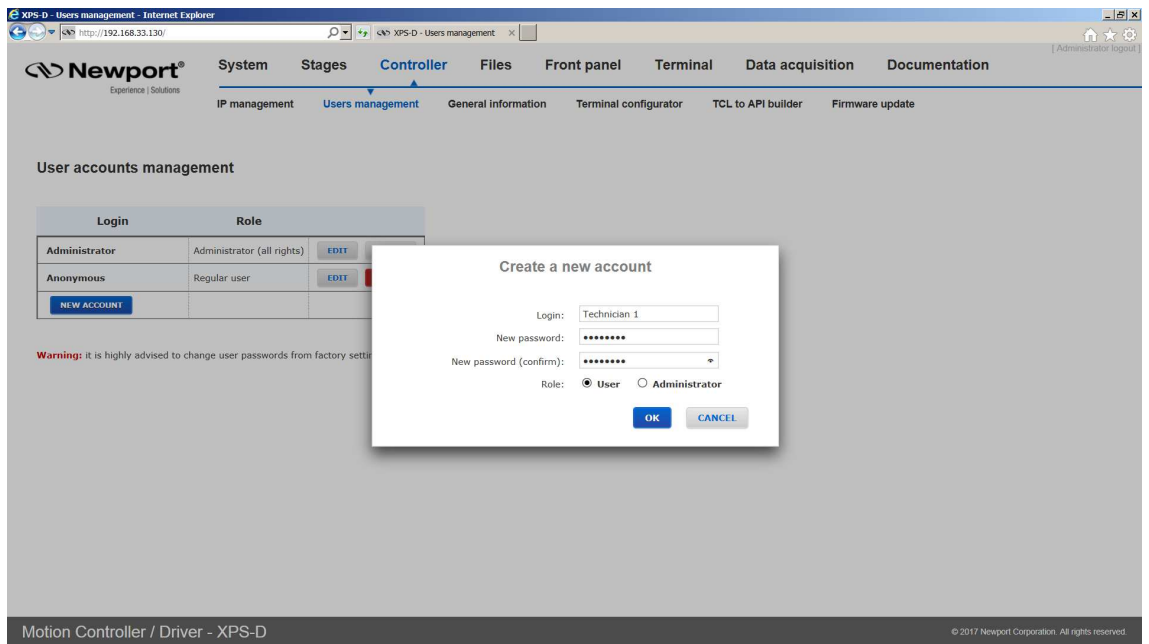 XPS-D - Users management - Internet Explorer
http://192.168.33.130/
XPS-D - Users management
[ Administrator logout ]
Newport®
Experience | Solutions
System Stages Controller Files Front panel Terminal Data acquisition Documentation
IP management Users management General information Terminal configurator TCL to API builder Firmware update
User accounts management
Login Role
Administrator Administrator (all rights) EDIT
Anonymous Regular user EDIT
NEW ACCOUNT
Warning: it is highly advised to change user passwords from factory
Create a new account
Login: Technician 1
New password: ••••••••
New password (confirm): ••••••••
Role: User Administrator
OK CANCEL
Motion Controller / Driver - XPS-D
© 2017 Newport Corporation. All rights reserved.